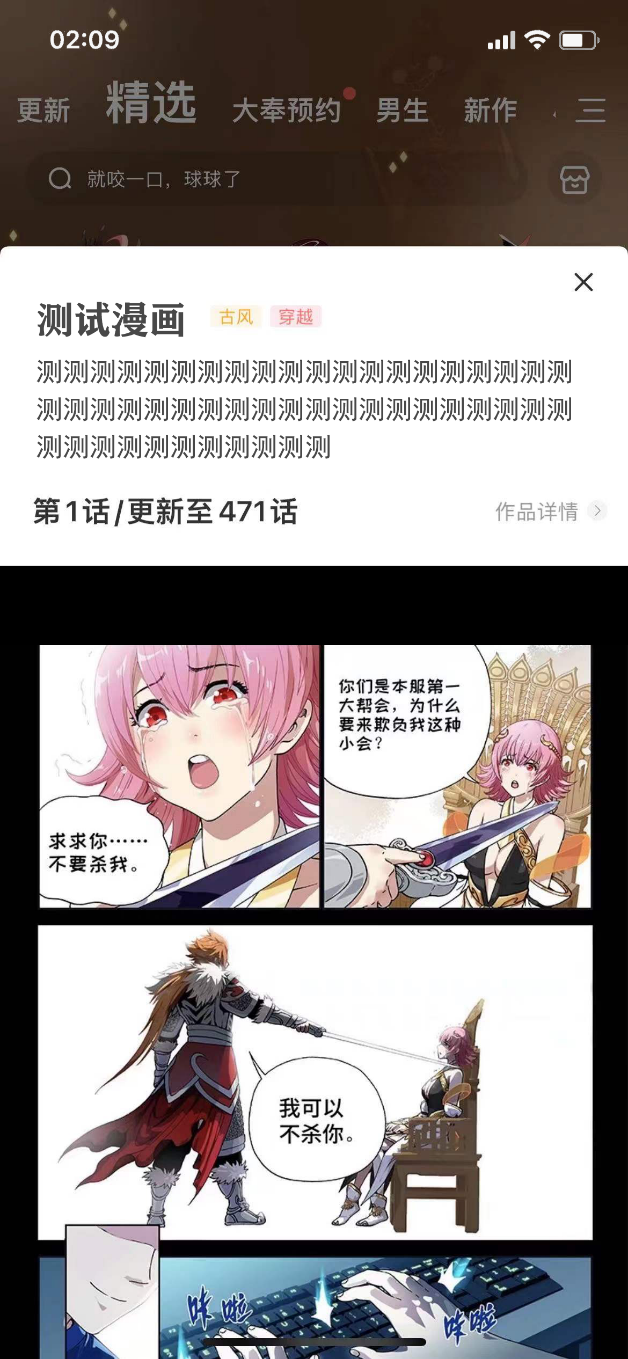 02:09
更新 精选 大奉预约 男生 新作
就咬一口，球球了
测试漫画 古风 穿越
测测测测测测测测测测测测测测测测测测测测
测测测测测测测测测测测测测测测测测测测测
测测测测测测测测测测测
第1话/更新至471话 作品详情
求求你……
不要杀我。
你们是本服第一
大帮会，为什么
要来欺负我这种
小会？
我可以
不杀你。
咔啦
咔啦